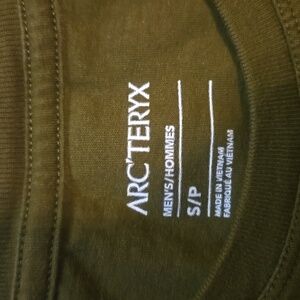 ARC'TERYX
MEN'S/HOMMES
S/P
MADE IN VIETNAM
FABRIQUÉ AU VIETNAM